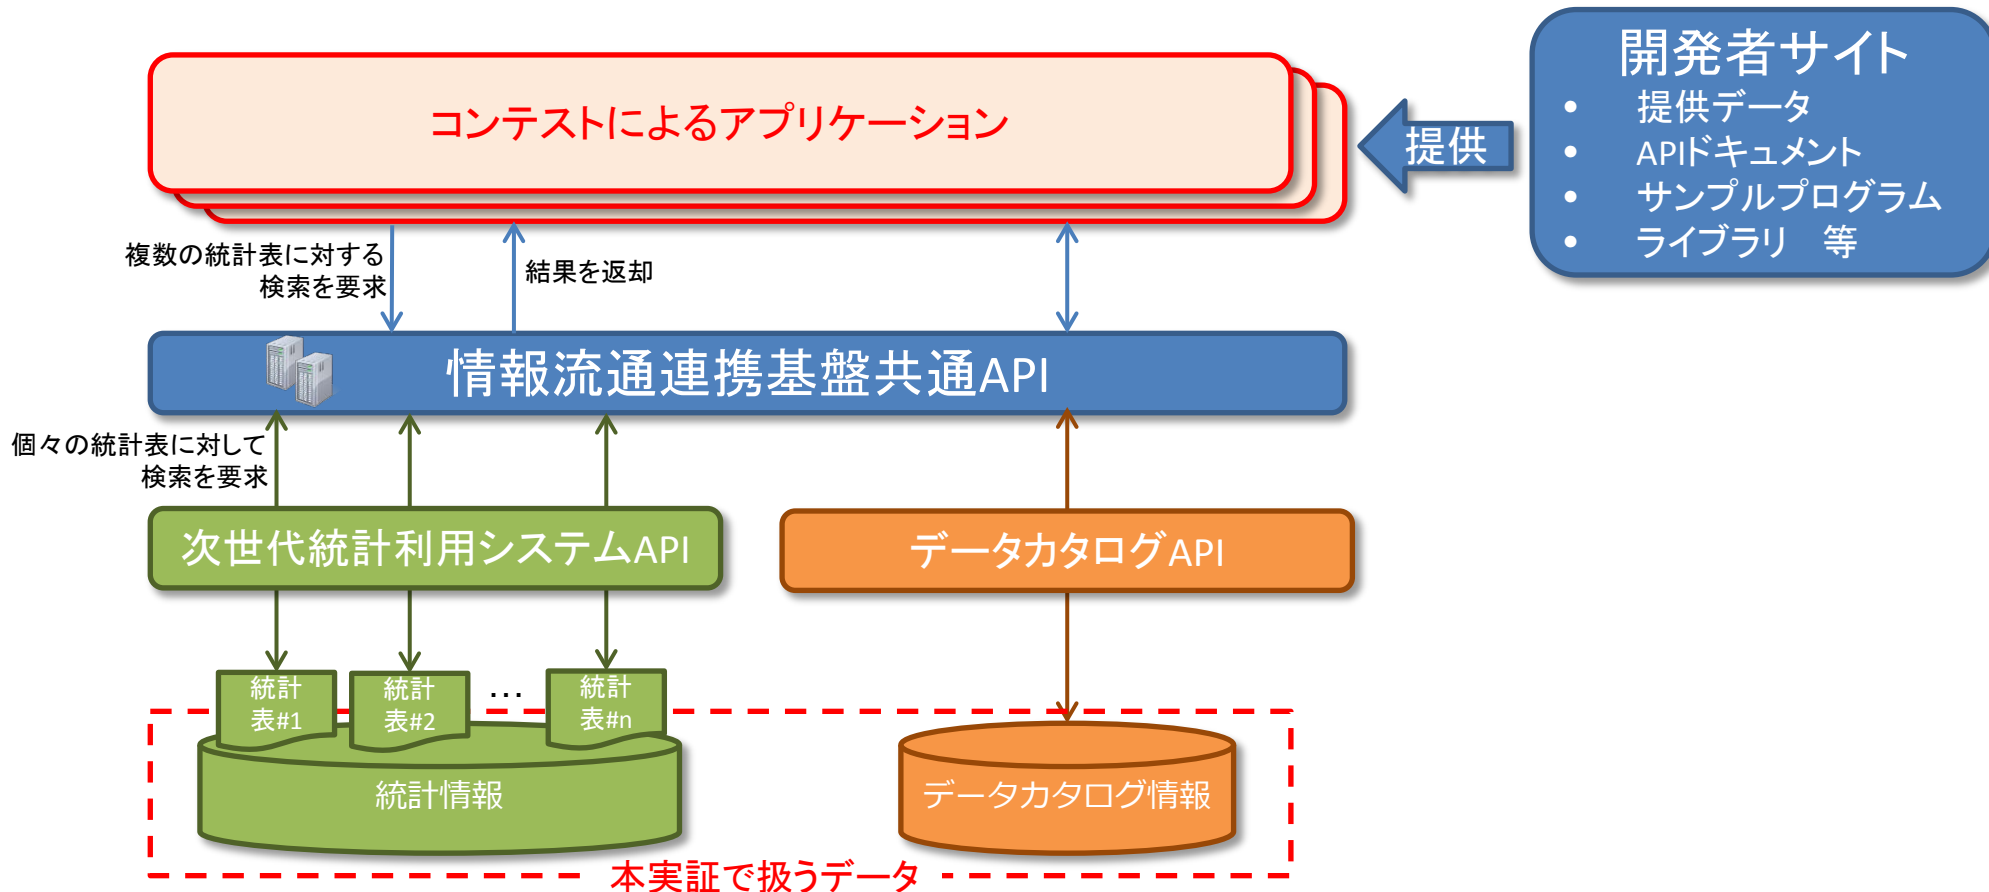 開発者サイト
• 提供データ
• APIドキュメント
• サンプルプログラム
• ライブラリ　等
提供
コンテストによるアプリケーション
複数の統計表に対する
検索を要求
結果を返却
情報流通連携基盤共通API
個々の統計表に対して
検索を要求
次世代統計利用システムAPI
データカタログAPI
統計
表#1
統計
表#2
…
統計
表#n
統計情報
データカタログ情報
本実証で扱うデータ